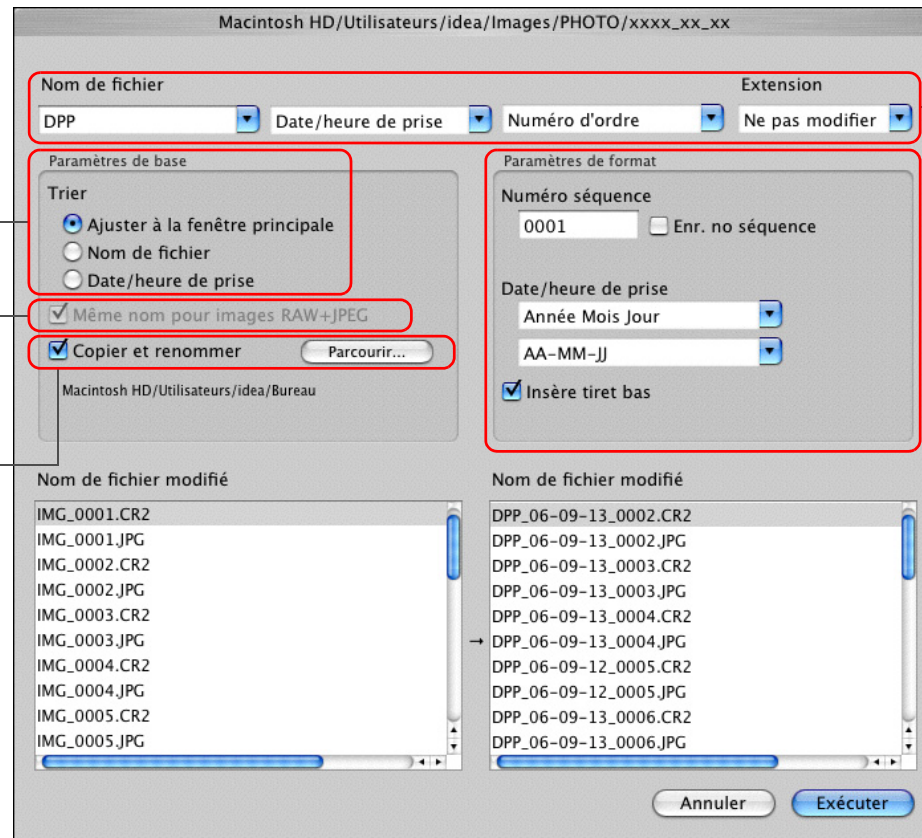 Macintosh HD/Utilisateurs/idea/Images/PHOTO/xxxx_xx_xx
Nom de fichier Extension
DPP Date/heure de prise Numéro d'ordre Ne pas modifier
Paramètres de base
Trier
Ajuster à la fenêtre principale
Nom de fichier
Date/heure de prise
Même nom pour images RAW+JPEG
Copier et renommer Parcourir...
Macintosh HD/Utilisateurs/idea/Bureau
Paramètres de format
Numéro séquence
0001 Enr. no séquence
Date/heure de prise
Année Mois Jour
AA-MM-JJ
Insère tiret bas
Nom de fichier modifié
IMG_0001.CR2
IMG_0001.JPG
IMG_0002.CR2
IMG_0002.JPG
IMG_0003.CR2
IMG_0003.JPG
IMG_0004.CR2
IMG_0004.JPG
IMG_0005.CR2
IMG_0005.JPG
→
Nom de fichier modifié
DPP_06-09-13_0002.CR2
DPP_06-09-13_0002.JPG
DPP_06-09-13_0003.CR2
DPP_06-09-13_0003.JPG
DPP_06-09-13_0004.CR2
DPP_06-09-13_0004.JPG
DPP_06-09-12_0005.CR2
DPP_06-09-12_0005.JPG
DPP_06-09-13_0006.CR2
DPP_06-09-13_0006.JPG
Annuler Exécuter